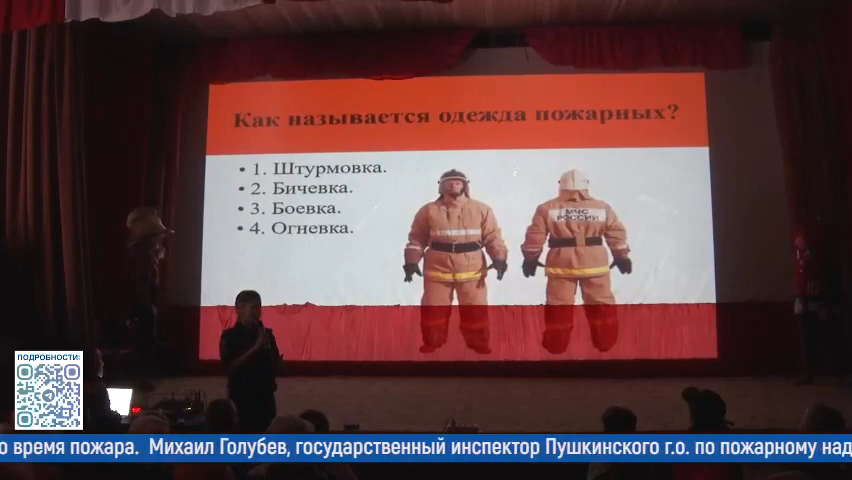 Как называется одежда пожарных?
• 1. Штурмовка.
• 2. Бичевка.
• 3. Боевка.
• 4. Огневка.
МЧС
РОССИИ
ПОДРОБНОСТИ:
о время пожара. Михаил Голубев, государственный инспектор Пушкинского г.о. по пожарному над